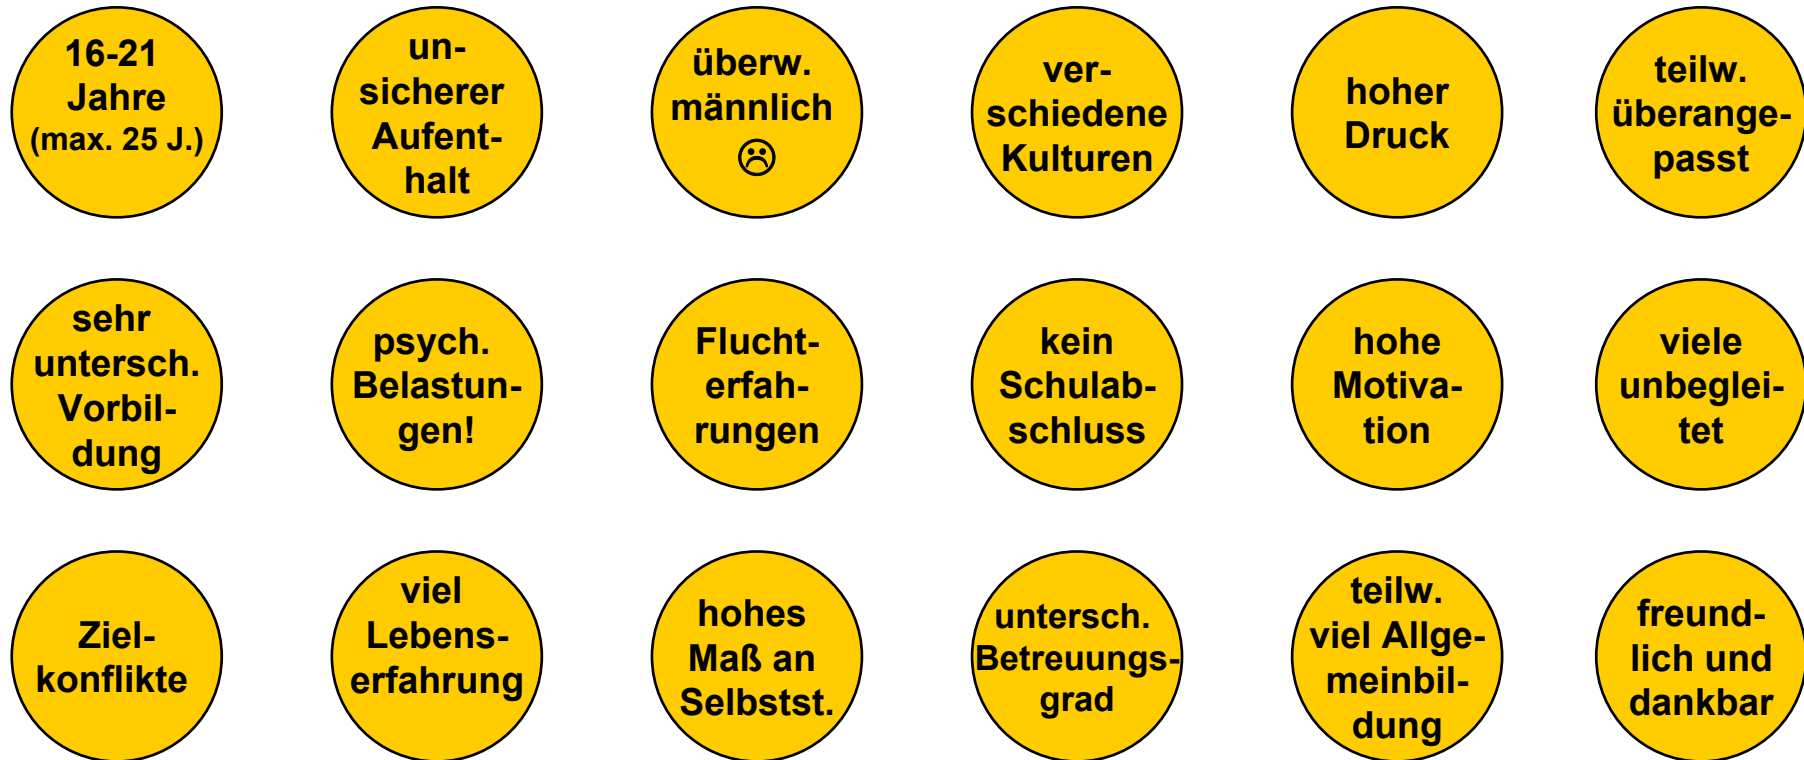 16-21
Jahre
(max. 25 J.)
un-
sicherer
Aufent-
halt
überw.
männlich
☹
ver-
schiedene
Kulturen
hoher
Druck
teilw.
überange-
passt
sehr
untersch.
Vorbil-
dung
psych.
Belastun-
gen!
Flucht-
erfah-
rungen
kein
Schulab-
schluss
hohe
Motiva-
tion
viele
unbeglei-
tet
Ziel-
konflikte
viel
Lebens-
erfahrung
hohes
Maß an
Selbstst.
untersch.
Betreuungs-
grad
teilw.
viel Allge-
meinbil-
dung
freund-
lich und
dankbar